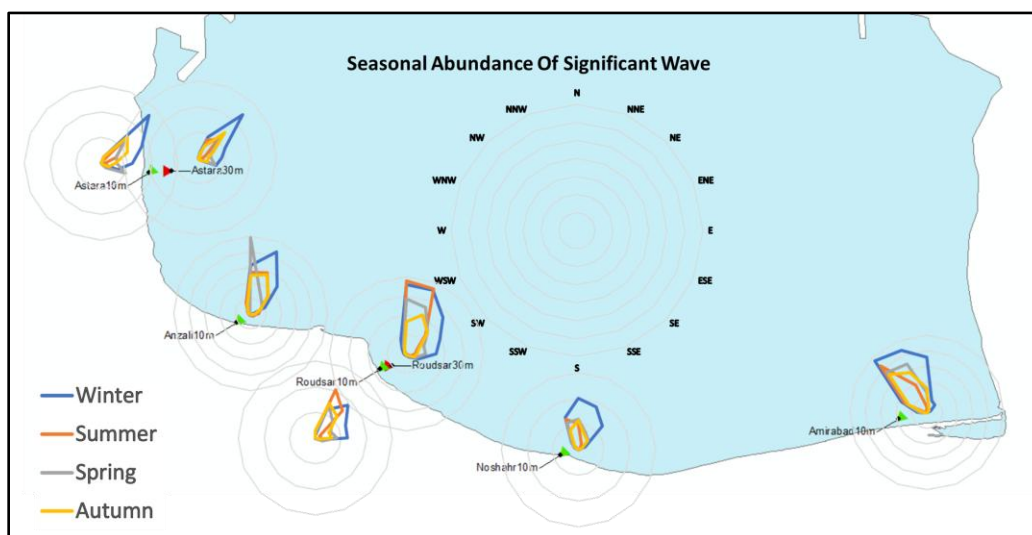 Seasonal Abundance Of Significant Wave
N
NNW
NNE
NW
NE
WNW
ENE
W
E
WSW
ESE
SW
SE
SSW
SSE
S
Astara10m
Astara30m
Anzali10m
Roudsar30m
Roudsar10m
Noshahr10m
Amirabad10m
Winter
Summer
Spring
Autumn